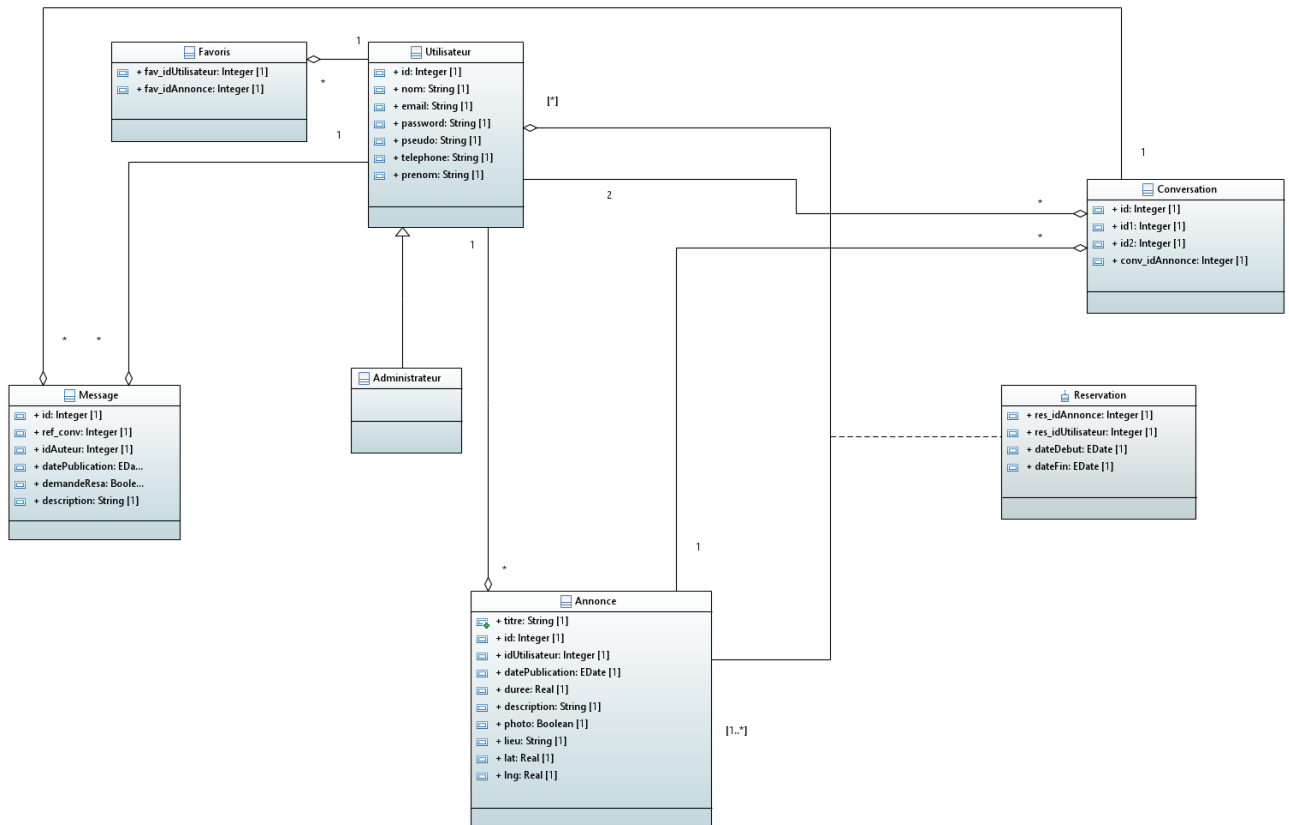 Favoris
+ fav_idUtilisateur: Integer [1]
+ fav_idAnnonce: Integer [1]
1
*
Utilisateur
+ id: Integer [1]
+ nom: String [1]
+ email: String [1]
+ password: String [1]
+ pseudo: String [1]
+ telephone: String [1]
+ prenom: String [1]
[*]
1
2
1
1
*
*
Conversation
+ id: Integer [1]
+ id1: Integer [1]
+ id2: Integer [1]
+ conv_idAnnonce: Integer [1]
* *
Message
+ id: Integer [1]
+ ref_conv: Integer [1]
+ idAuteur: Integer [1]
+ datePublication: EDa...
+ demandeResa: Boole...
+ description: String [1]
Administrateur
Reservation
+ res_idAnnonce: Integer [1]
+ res_idUtilisateur: Integer [1]
+ dateDebut: EDate [1]
+ dateFin: EDate [1]
*
1
Annonce
+ titre: String [1]
+ id: Integer [1]
+ idUtilisateur: Integer [1]
+ datePublication: EDate [1]
+ duree: Real [1]
+ description: String [1]
+ photo: Boolean [1]
+ lieu: String [1]
+ lat: Real [1]
+ lng: Real [1]
[1..*]